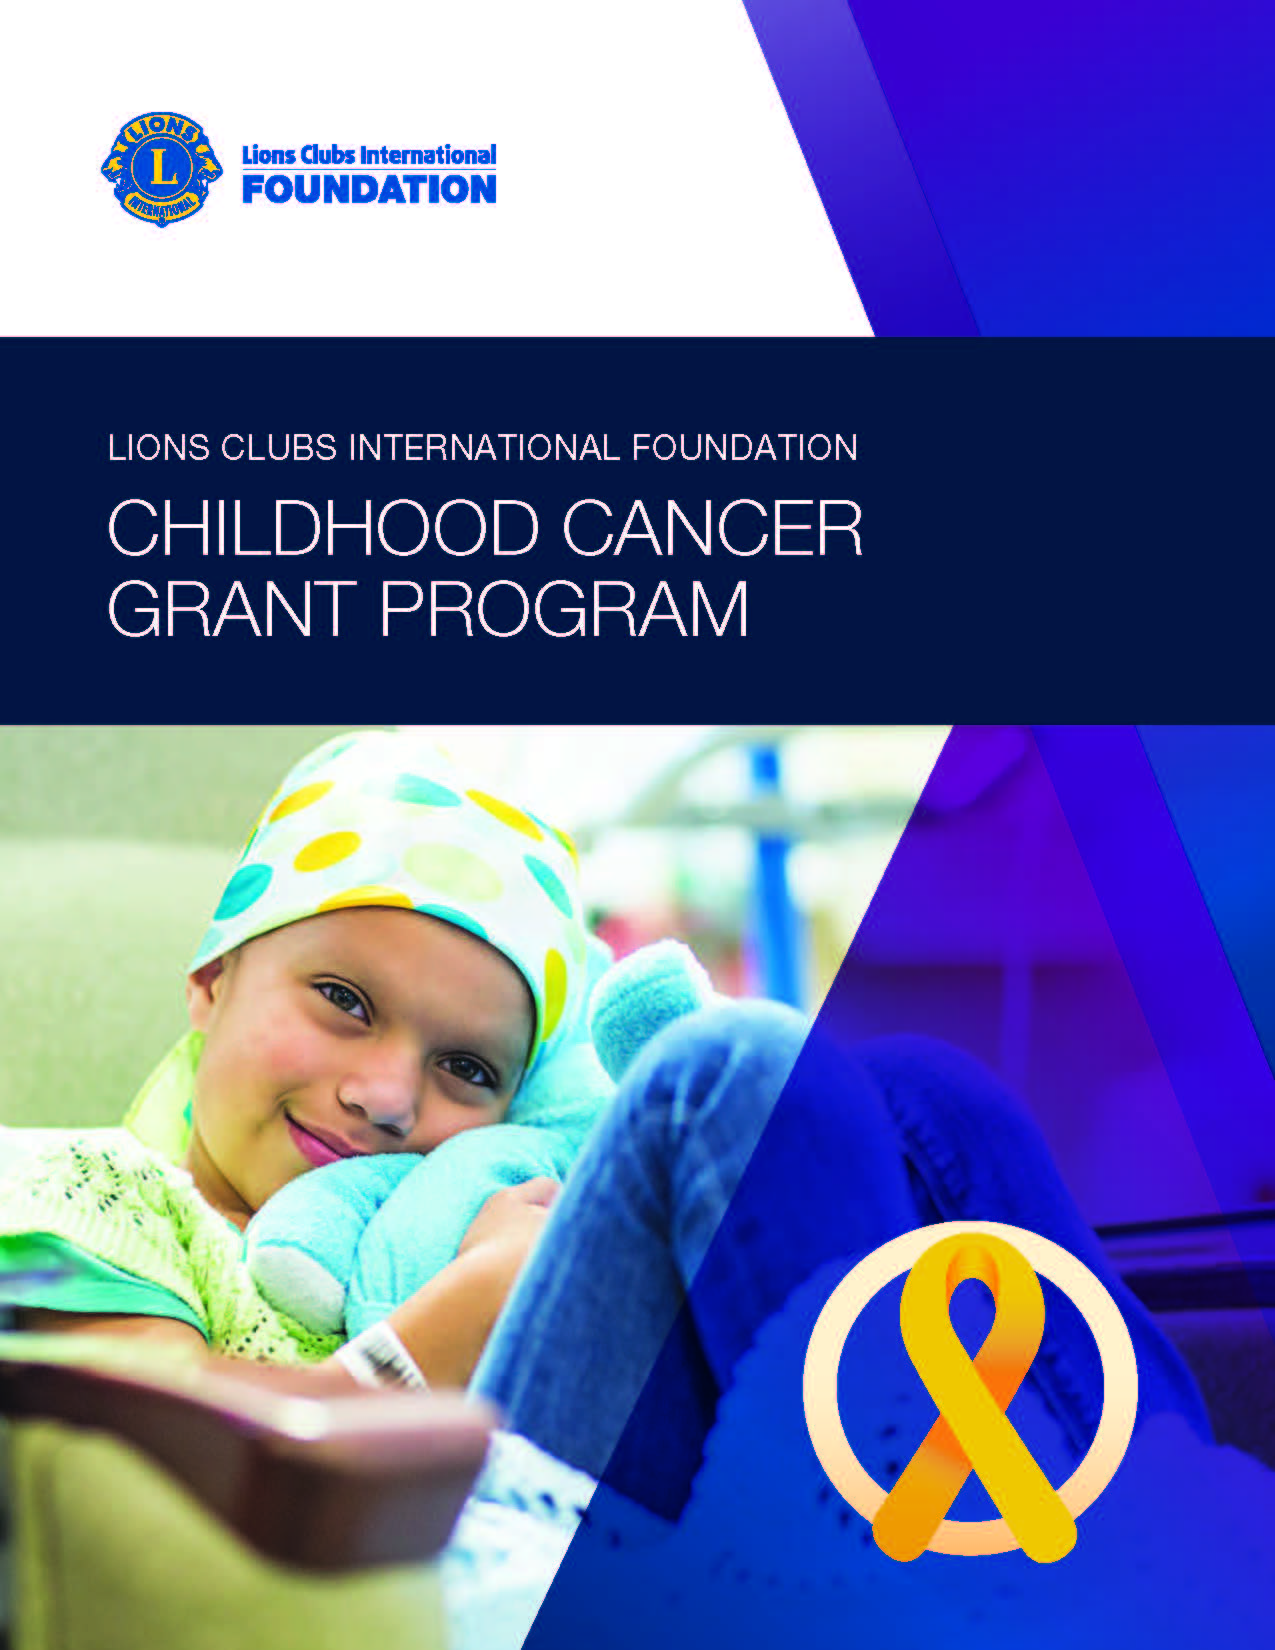 LIONS
L
INTERNATIONAL
Lions Clubs International
FOUNDATION
LIONS CLUBS INTERNATIONAL FOUNDATION
CHILDHOOD CANCER
GRANT PROGRAM